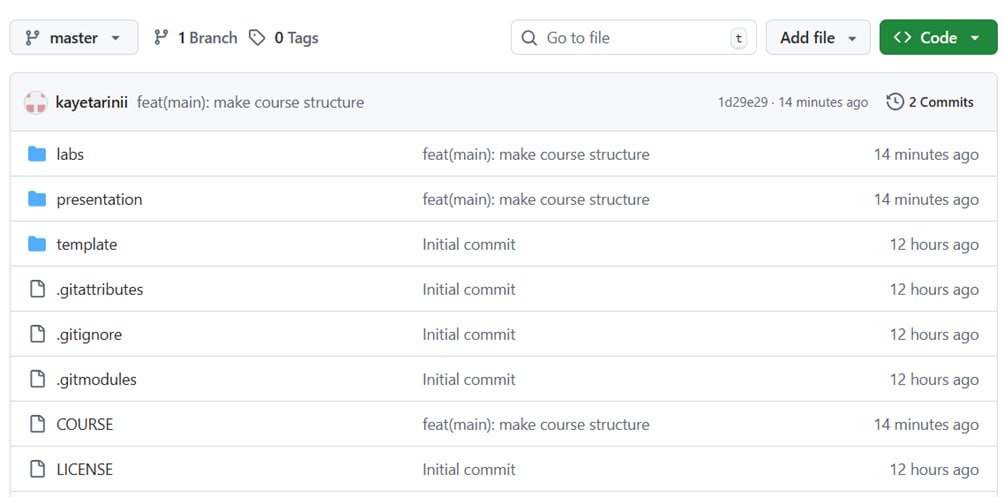 master 1 Branch 0 Tags Go to file t Add file Code
kayetarinii feat(main): make course structure 1d29e29 · 14 minutes ago 2 Commits
labs feat(main): make course structure 14 minutes ago
presentation feat(main): make course structure 14 minutes ago
template Initial commit 12 hours ago
.gitattributes Initial commit 12 hours ago
.gitignore Initial commit 12 hours ago
.gitmodules Initial commit 12 hours ago
COURSE feat(main): make course structure 14 minutes ago
LICENSE Initial commit 12 hours ago